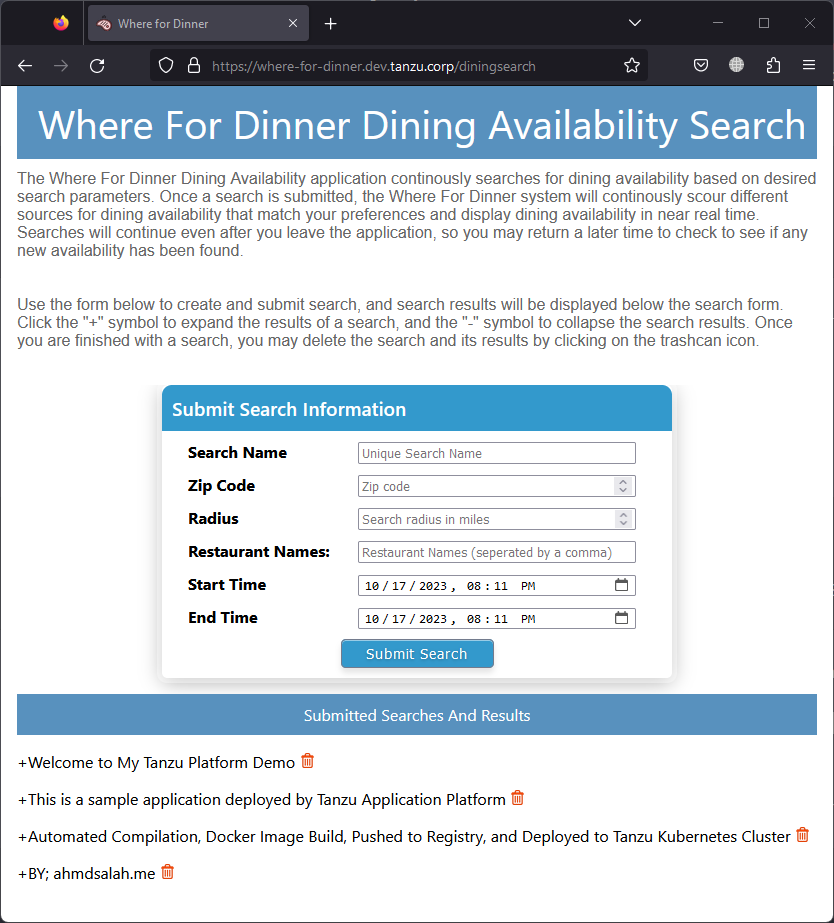 Where for Dinner
https://where-for-dinner.dev.tanzu.corp/diningsearch
Where For Dinner Dining Availability Search
The Where For Dinner Dining Availability application continously searches for dining availability based on desired
search parameters. Once a search is submitted, the Where For Dinner system will continously scour different
sources for dining availability that match your preferences and display dining availability in near real time.
Searches will continue even after you leave the application, so you may return a later time to check to see if any
new availability has been found.
Use the form below to create and submit search, and search results will be displayed below the search form.
Click the "+" symbol to expand the results of a search, and the "-" symbol to collapse the search results. Once
you are finished with a search, you may delete the search and its results by clicking on the trashcan icon.
Submit Search Information
Search Name Unique Search Name
Zip Code Zip code
Radius Search radius in miles
Restaurant Names: Restaurant Names (seperated by a comma)
Start Time 10/17/2023, 08:11 PM
End Time 10/17/2023, 08:11 PM
Submit Search
Submitted Searches And Results
+Welcome to My Tanzu Platform Demo
+This is a sample application deployed by Tanzu Application Platform
+Automated Compilation, Docker Image Build, Pushed to Registry, and Deployed to Tanzu Kubernetes Cluster
+BY; ahmdsalah.me